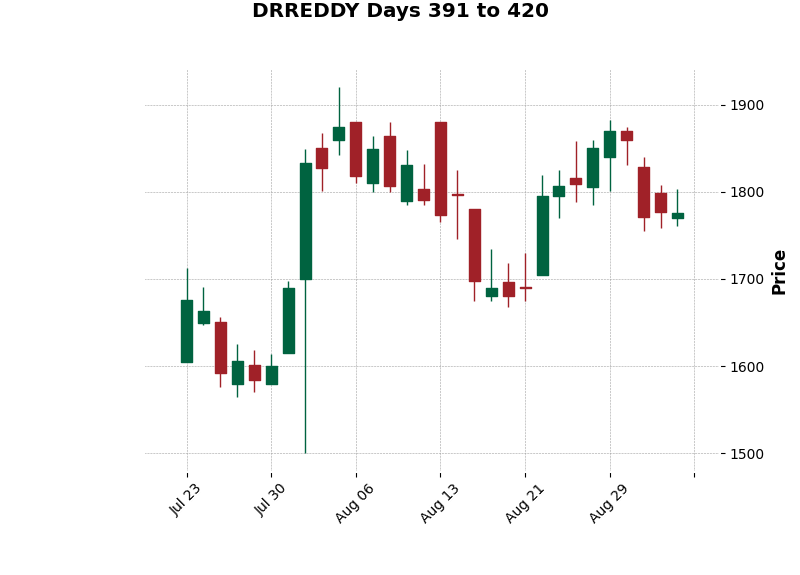 DRREDDY Days 391 to 420
1900
1800
1700
1600
1500
Price
Jul 23
Jul 30
Aug 06
Aug 13
Aug 21
Aug 29